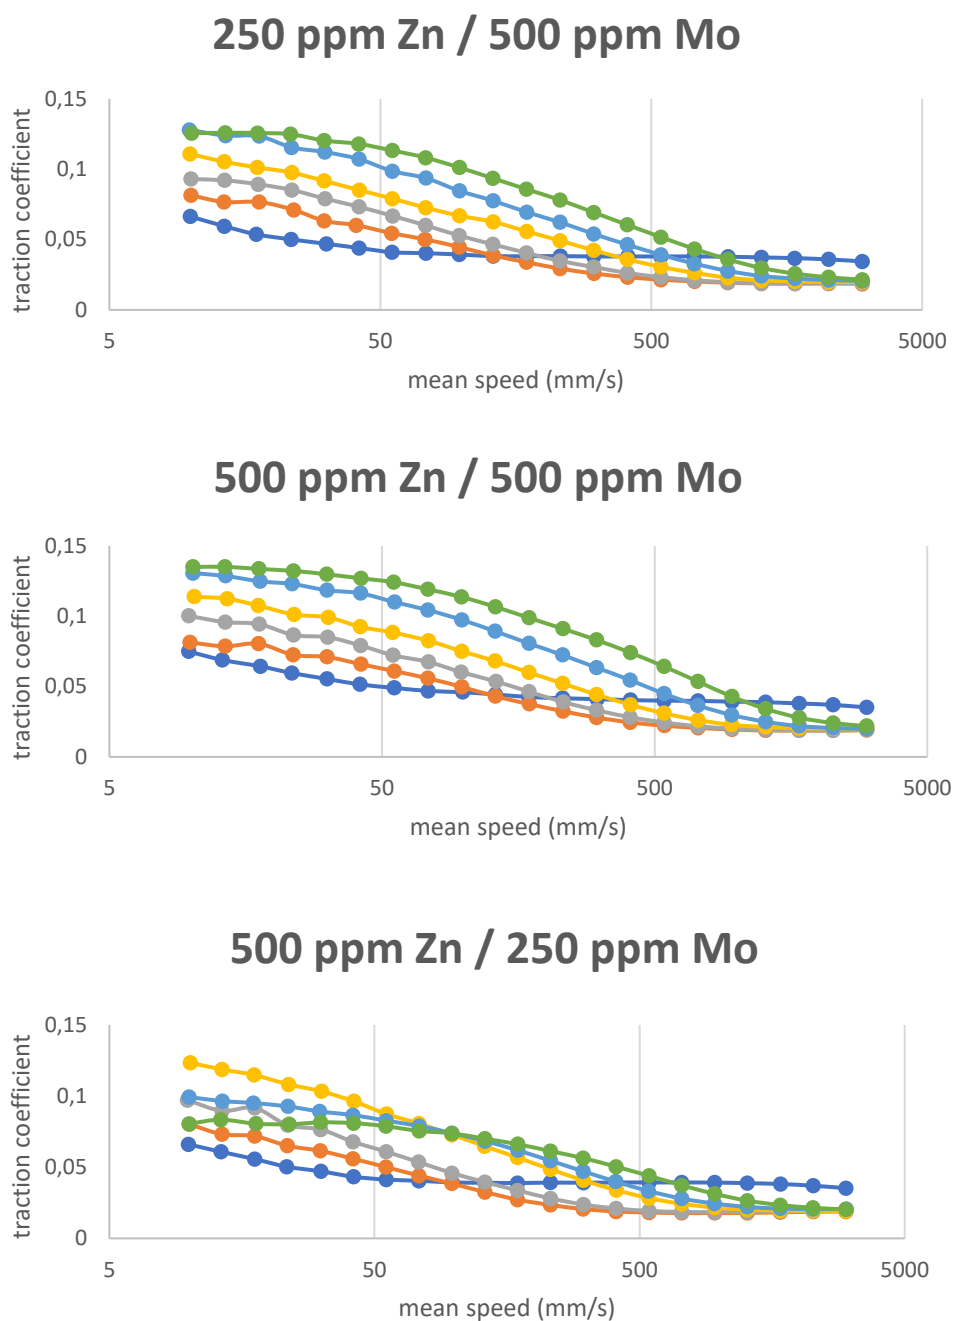 250 ppm Zn / 500 ppm Mo
traction coefficient
0,15
0,1
0,05
0
5 50 500 5000
mean speed (mm/s)
500 ppm Zn / 500 ppm Mo
traction coefficient
0,15
0,1
0,05
0
5 50 500 5000
mean speed (mm/s)
500 ppm Zn / 250 ppm Mo
traction coefficient
0,15
0,1
0,05
0
5 50 500 5000
mean speed (mm/s)